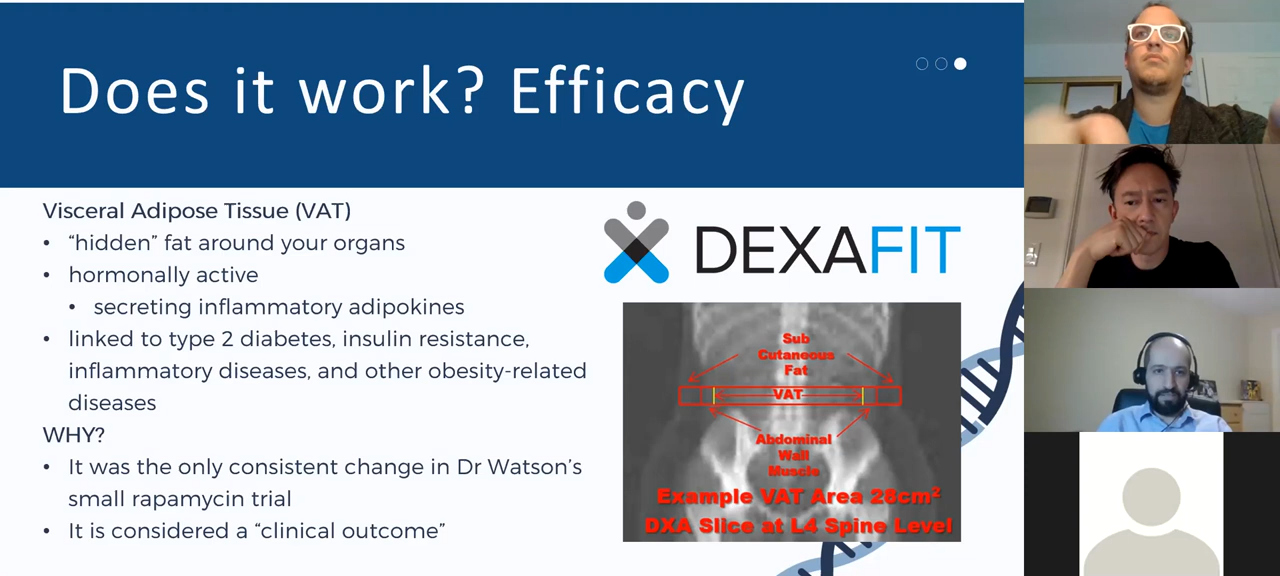 Does it work? Efficacy
Visceral Adipose Tissue (VAT)
• “hidden” fat around your organs
• hormonally active
• secreting inflammatory adipokines
• linked to type 2 diabetes, insulin resistance,
inflammatory diseases, and other obesity-related
diseases
WHY?
• It was the only consistent change in Dr Watson’s
small rapamycin trial
• It is considered a “clinical outcome”
DEXAFIT
Sub
Cutaneous
Fat
VAT
Abdominal
Wall
Muscle
Example VAT Area 28cm²
DXA Slice at L4 Spine Level